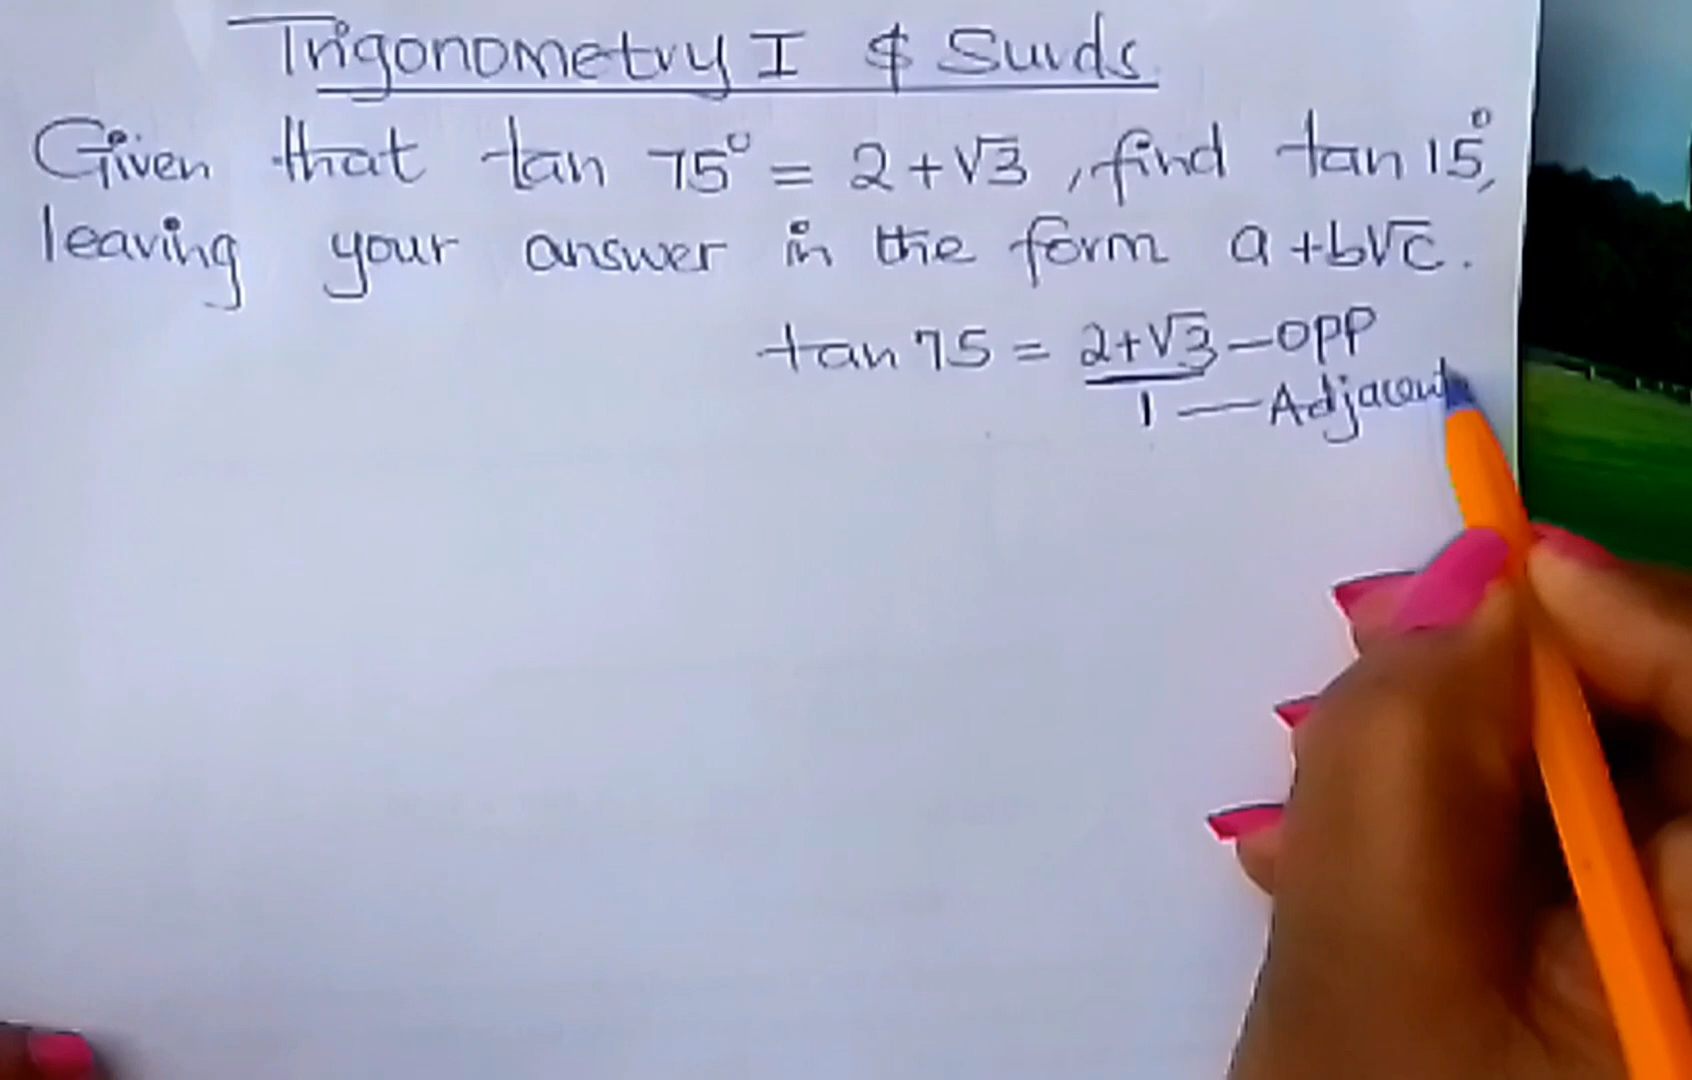 Trigonometry I & Surds
Given that tan 75° = 2+√3, find tan 15°,
leaving your answer in the form a+b√c.
tan 75 = 2+√3 — opp
1 — Adjacent